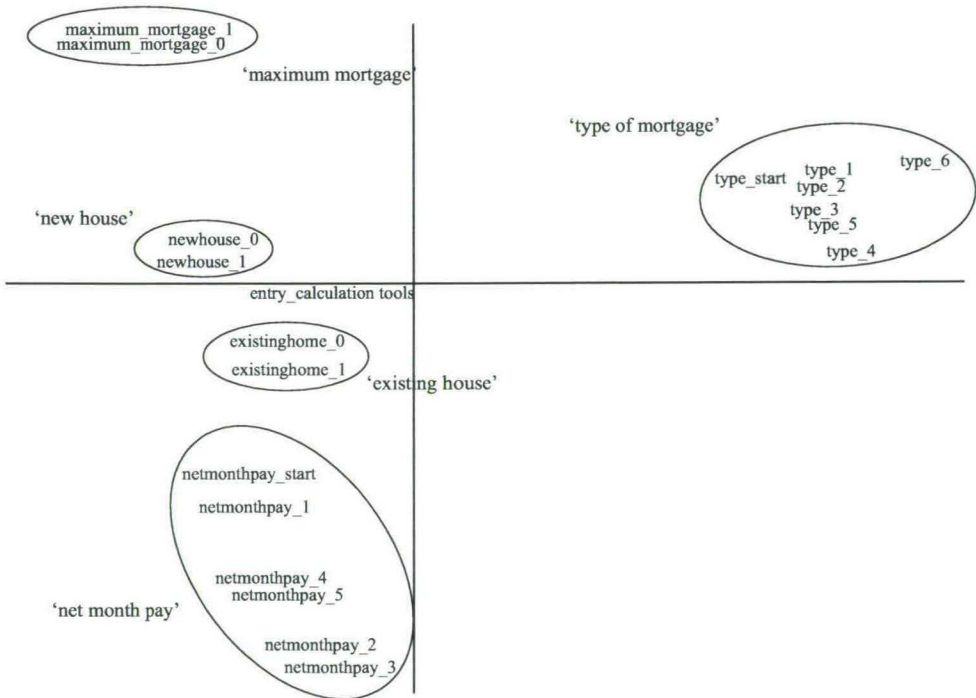 maximum_mortgage_1
maximum_mortgage_0
‘maximum mortgage’
‘type of mortgage’
type_6
type_1
type_start
type_2
type_3
type_5
type_4
‘new house’
newhouse_0
newhouse_1
entry_calculation tools
existinghome_0
existinghome_1
‘existing house’
netmonthpay_start
netmonthpay_1
netmonthpay_4
netmonthpay_5
‘net month pay’
netmonthpay_2
netmonthpay_3